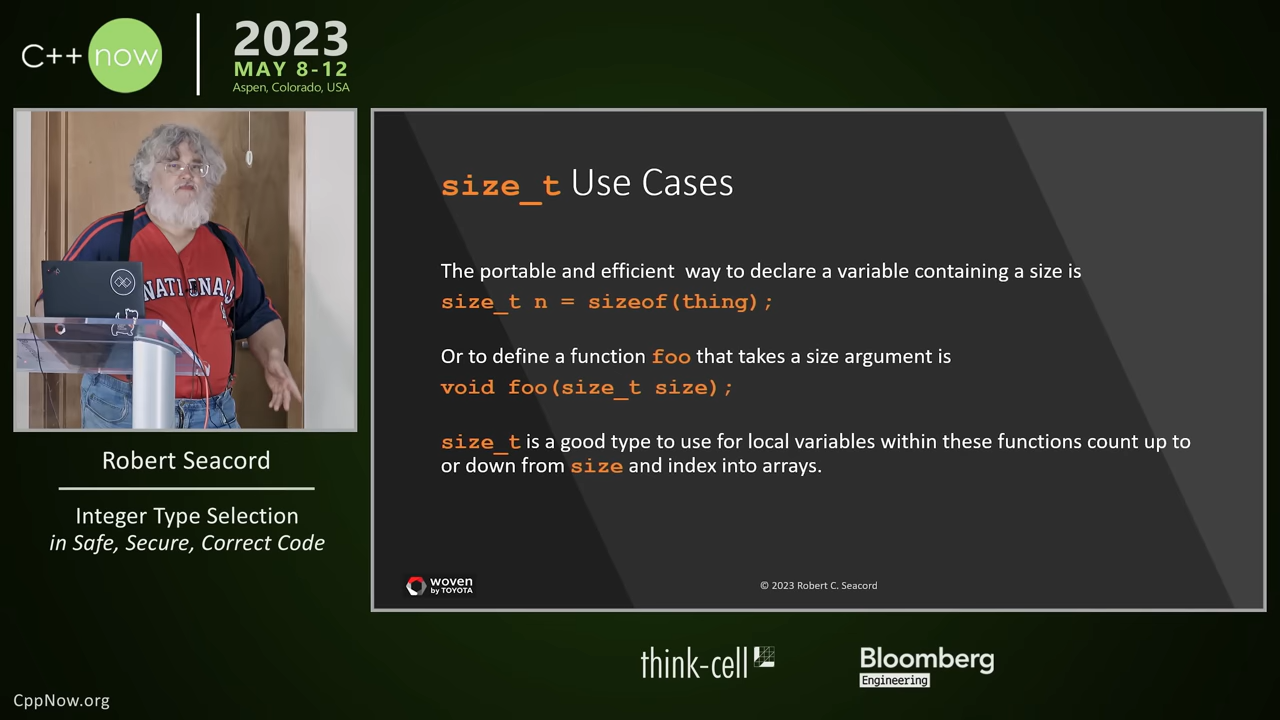 C++ now
2023
MAY 8-12
Aspen, Colorado, USA
NATIONALS
Robert Seacord
Integer Type Selection
in Safe, Secure, Correct Code
size_t Use Cases
The portable and efficient  way to declare a variable containing a size is
size_t n = sizeof(thing);
Or to define a function foo that takes a size argument is
void foo(size_t size);
size_t is a good type to use for local variables within these functions count up to
or down from size and index into arrays.
woven
by TOYOTA
© 2023 Robert C. Seacord
think-cell
Bloomberg
Engineering
CppNow.org